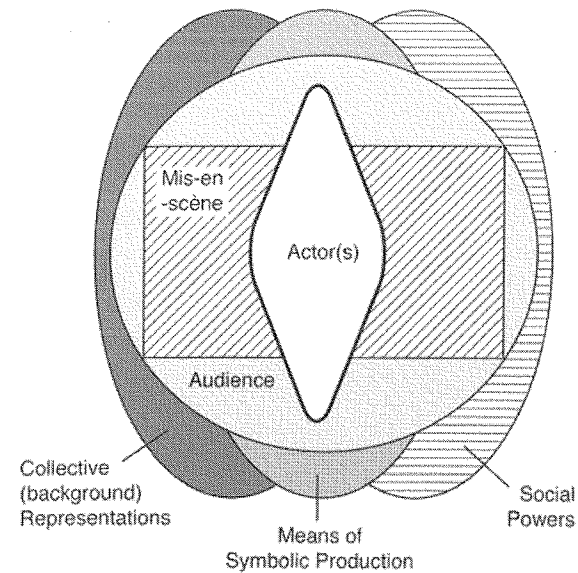 Mis-en
-scène
Actor(s)
Audience
Collective
(background)
Representations
Means of
Symbolic Production
Social
Powers